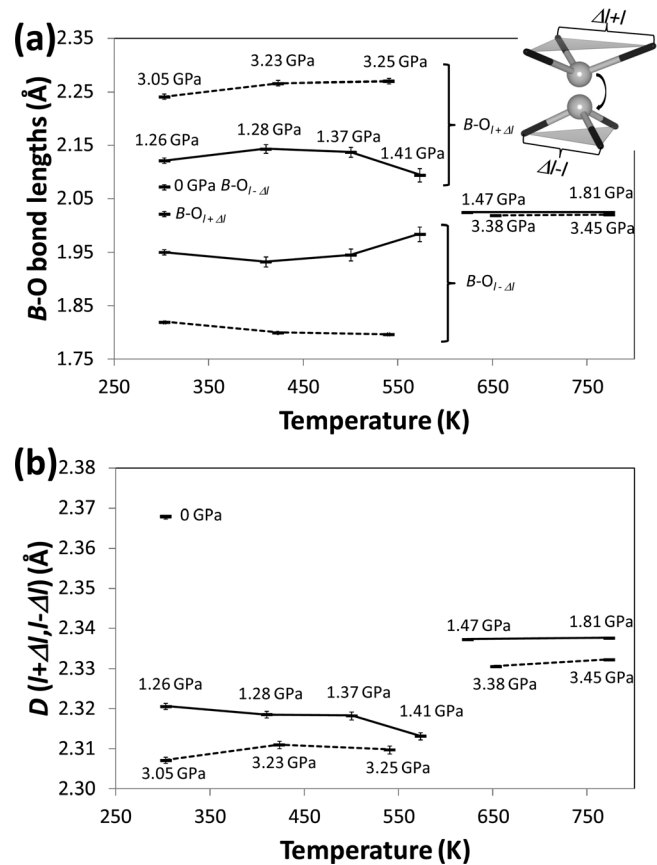 (a)
B-O bond lengths (Å)
2.35
2.25
2.15
2.05
1.95
1.85
1.75
3.05 GPa
3.23 GPa
3.25 GPa
1.26 GPa
1.28 GPa
1.37 GPa
1.41 GPa
0 GPa B-Ol-Δl
B-Ol+Δl
B-Ol+Δl
B-Ol-Δl
Δl+l
Δl-l
1.47 GPa
1.81 GPa
3.38 GPa
3.45 GPa
250
350
450
550
650
750
Temperature (K)
(b)
D (l+Δl,l-Δl) (Å)
2.38
2.37
2.36
2.34
2.33
2.32
2.31
2.30
0 GPa
1.47 GPa
1.81 GPa
3.38 GPa
3.45 GPa
1.26 GPa
1.28 GPa
1.37 GPa
1.41 GPa
3.05 GPa
3.23 GPa
3.25 GPa
250
350
450
550
650
750
Temperature (K)